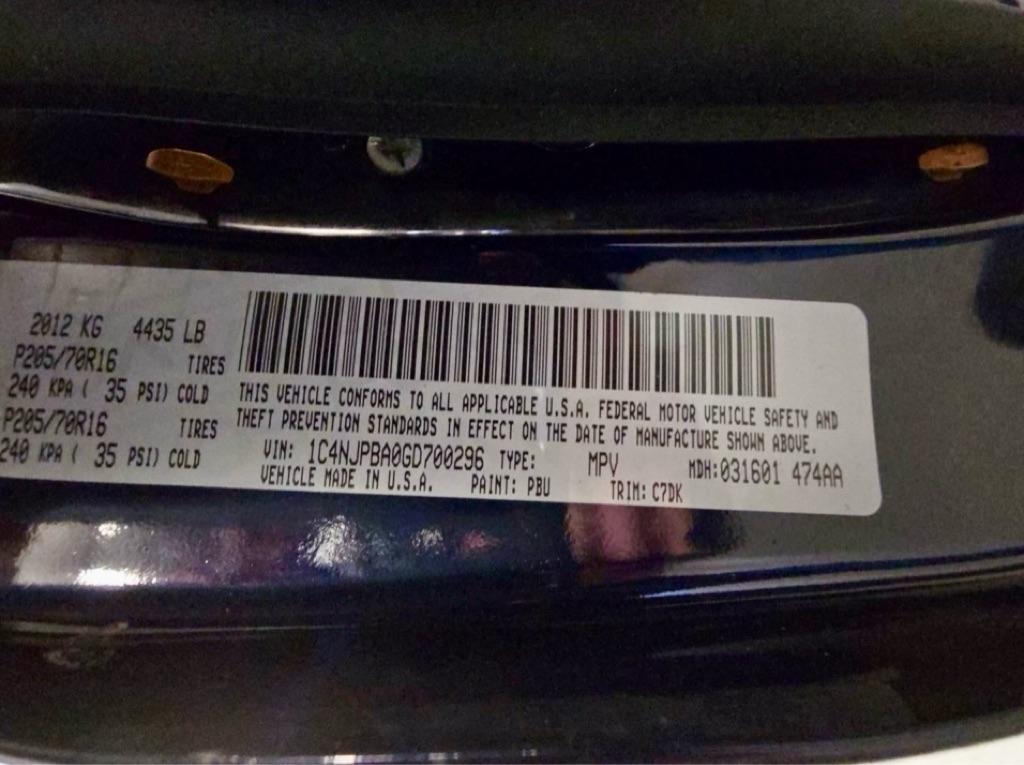 2012 KG 4435 LB
P205/70R16 TIRES
240 KPA ( 35 PSI) COLD
P205/70R16 TIRES
240 KPA ( 35 PSI) COLD
THIS VEHICLE CONFORMS TO ALL APPLICABLE U.S.A. FEDERAL MOTOR VEHICLE SAFETY AND
THEFT PREVENTION STANDARDS IN EFFECT ON THE DATE OF MANUFACTURE SHOWN ABOVE.
VIN: 1C4NJPBA0GD700296 TYPE: MPV MDH:031601 474AA
VEHICLE MADE IN U.S.A. PAINT: PBU TRIM: C7DK